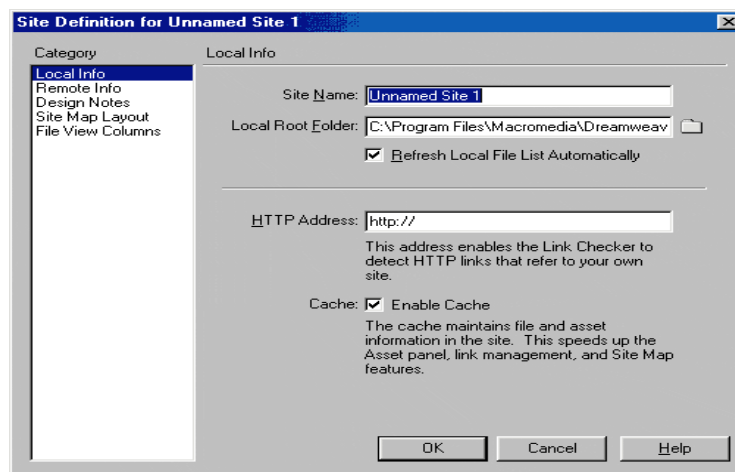 Site Definition for Unnamed Site 1
Category
Local Info
Remote Info
Design Notes
Site Map Layout
File View Columns
Local Info
Site Name: Unnamed Site 1
Local Root Folder: C:\Program Files\Macromedia\Dreamweav
Refresh Local File List Automatically
HTTP Address: http://
This address enables the Link Checker to
detect HTTP links that refer to your own
site.
Cache: Enable Cache
The cache maintains file and asset
information in the site. This speeds up the
Asset panel, link management, and Site Map
features.
OK Cancel Help